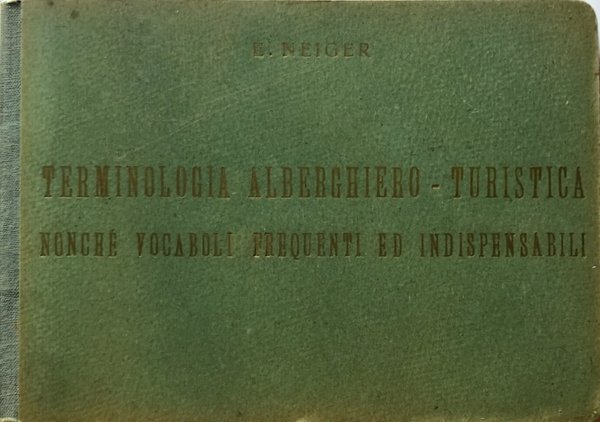 E. NEIGER
TERMINOLOGIA ALBERGHIERO - TURISTICA
NONCHÉ VOCABOLI FREQUENTI ED INDISPENSABILI